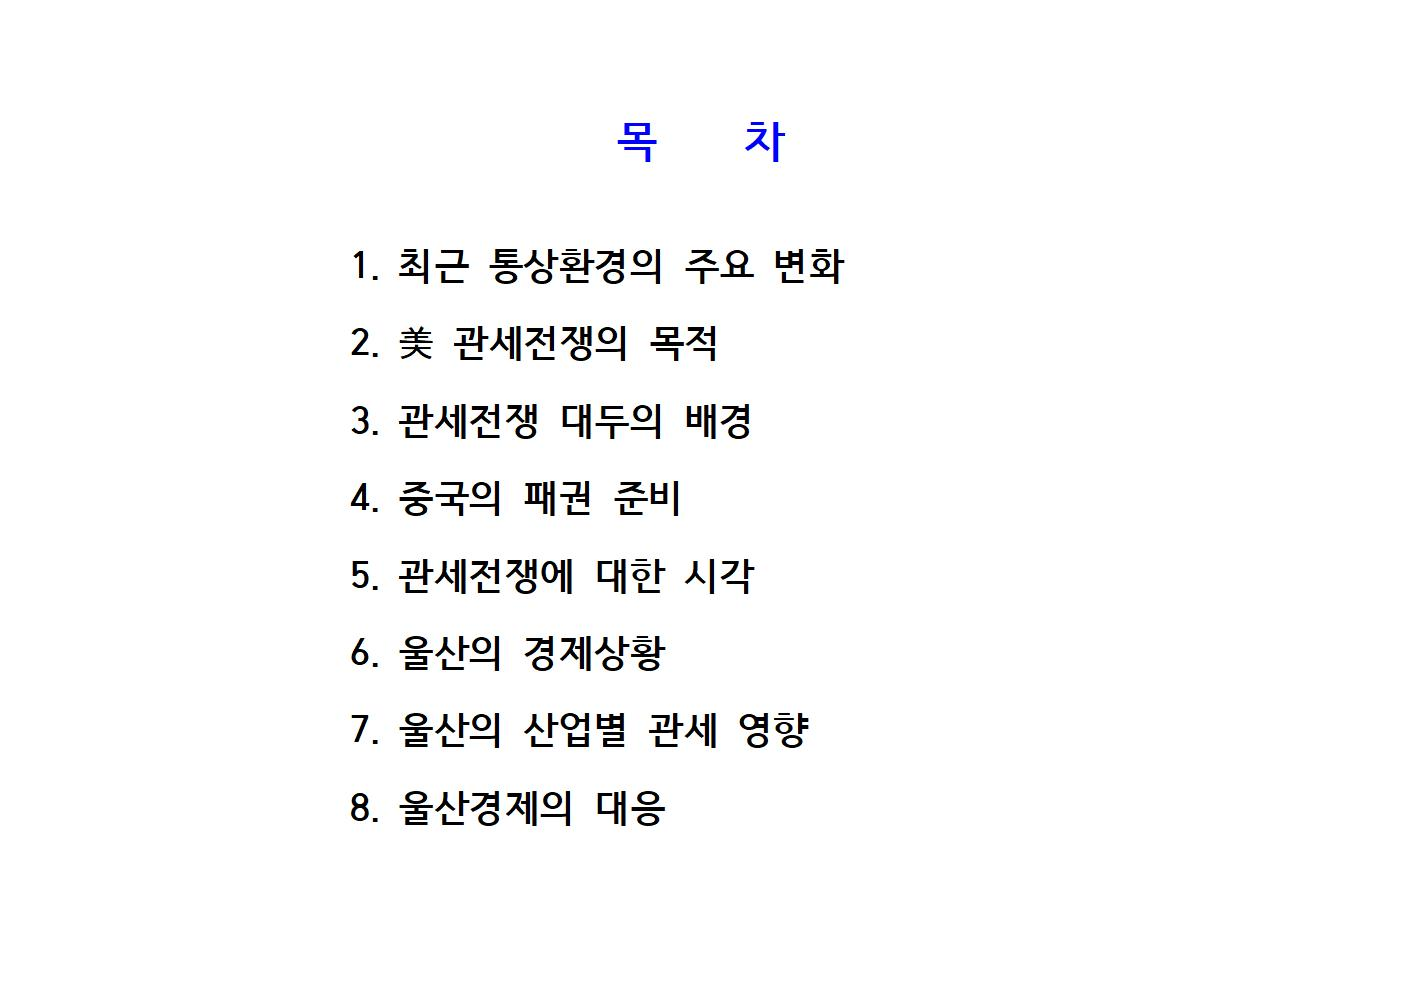 목 차
1. 최근 통상환경의 주요 변화
2. 美 관세전쟁의 목적
3. 관세전쟁 대두의 배경
4. 중국의 패권 준비
5. 관세전쟁에 대한 시각
6. 울산의 경제상황
7. 울산의 산업별 관세 영향
8. 울산경제의 대응